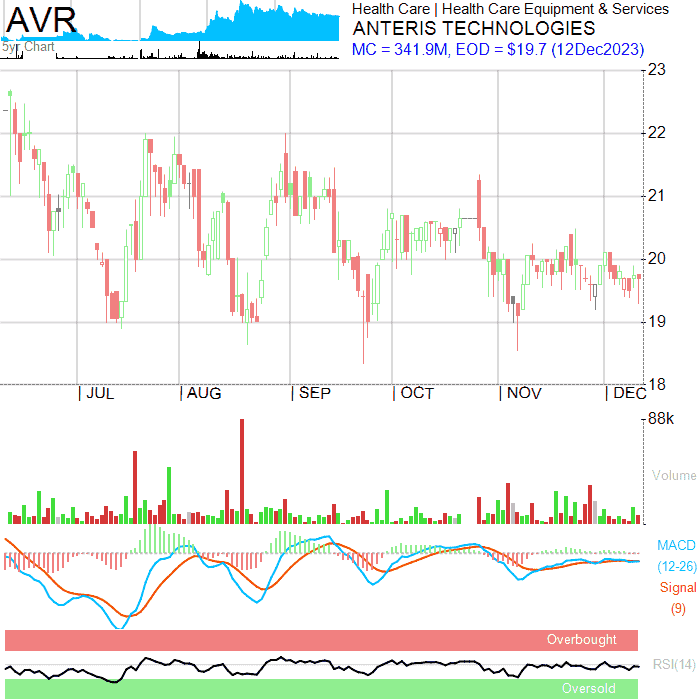 AVR
5yr Chart
Health Care | Health Care Equipment & Services
ANTERIS TECHNOLOGIES
MC = 341.9M, EOD = $19.7 (12Dec2023)
23
22
21
20
19
18
| JUL | AUG | SEP | OCT | NOV | DEC
88k
Volume
MACD
(12-26)
Signal
(9)
Overbought
RSI(14)
Oversold